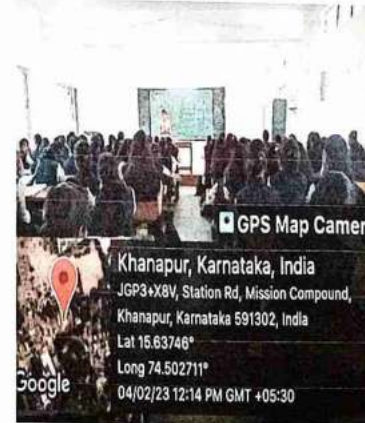 GPS Map Camer
Khanapur, Karnataka, India
JGP3+X8V, Station Rd, Mission Compound,
Khanapur, Karnataka 591302, India
Lat 15.63746°
Long 74.502711°
04/02/23 12:14 PM GMT +05:30
Google